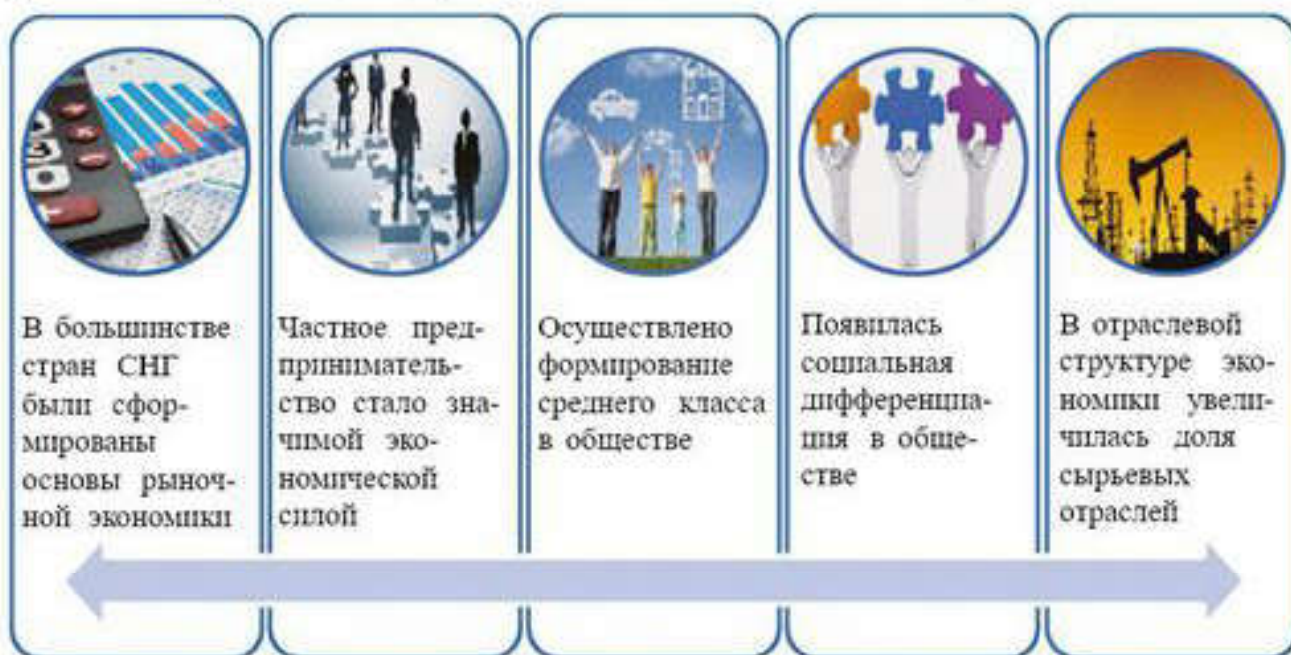 В большинстве
стран СНГ
были сфор-
мированы
основы рыноч-
ной экономики
Частное пред-
приниматель-
ство стало зна-
чимой эко-
номической
силой
Осуществлено
формирование
среднего класса
в обществе
Появилась
социальная
дифференциа-
ция в обще-
стве
В отраслевой
структуре эко-
номики увели-
чилась доля
сырьевых
отраслей